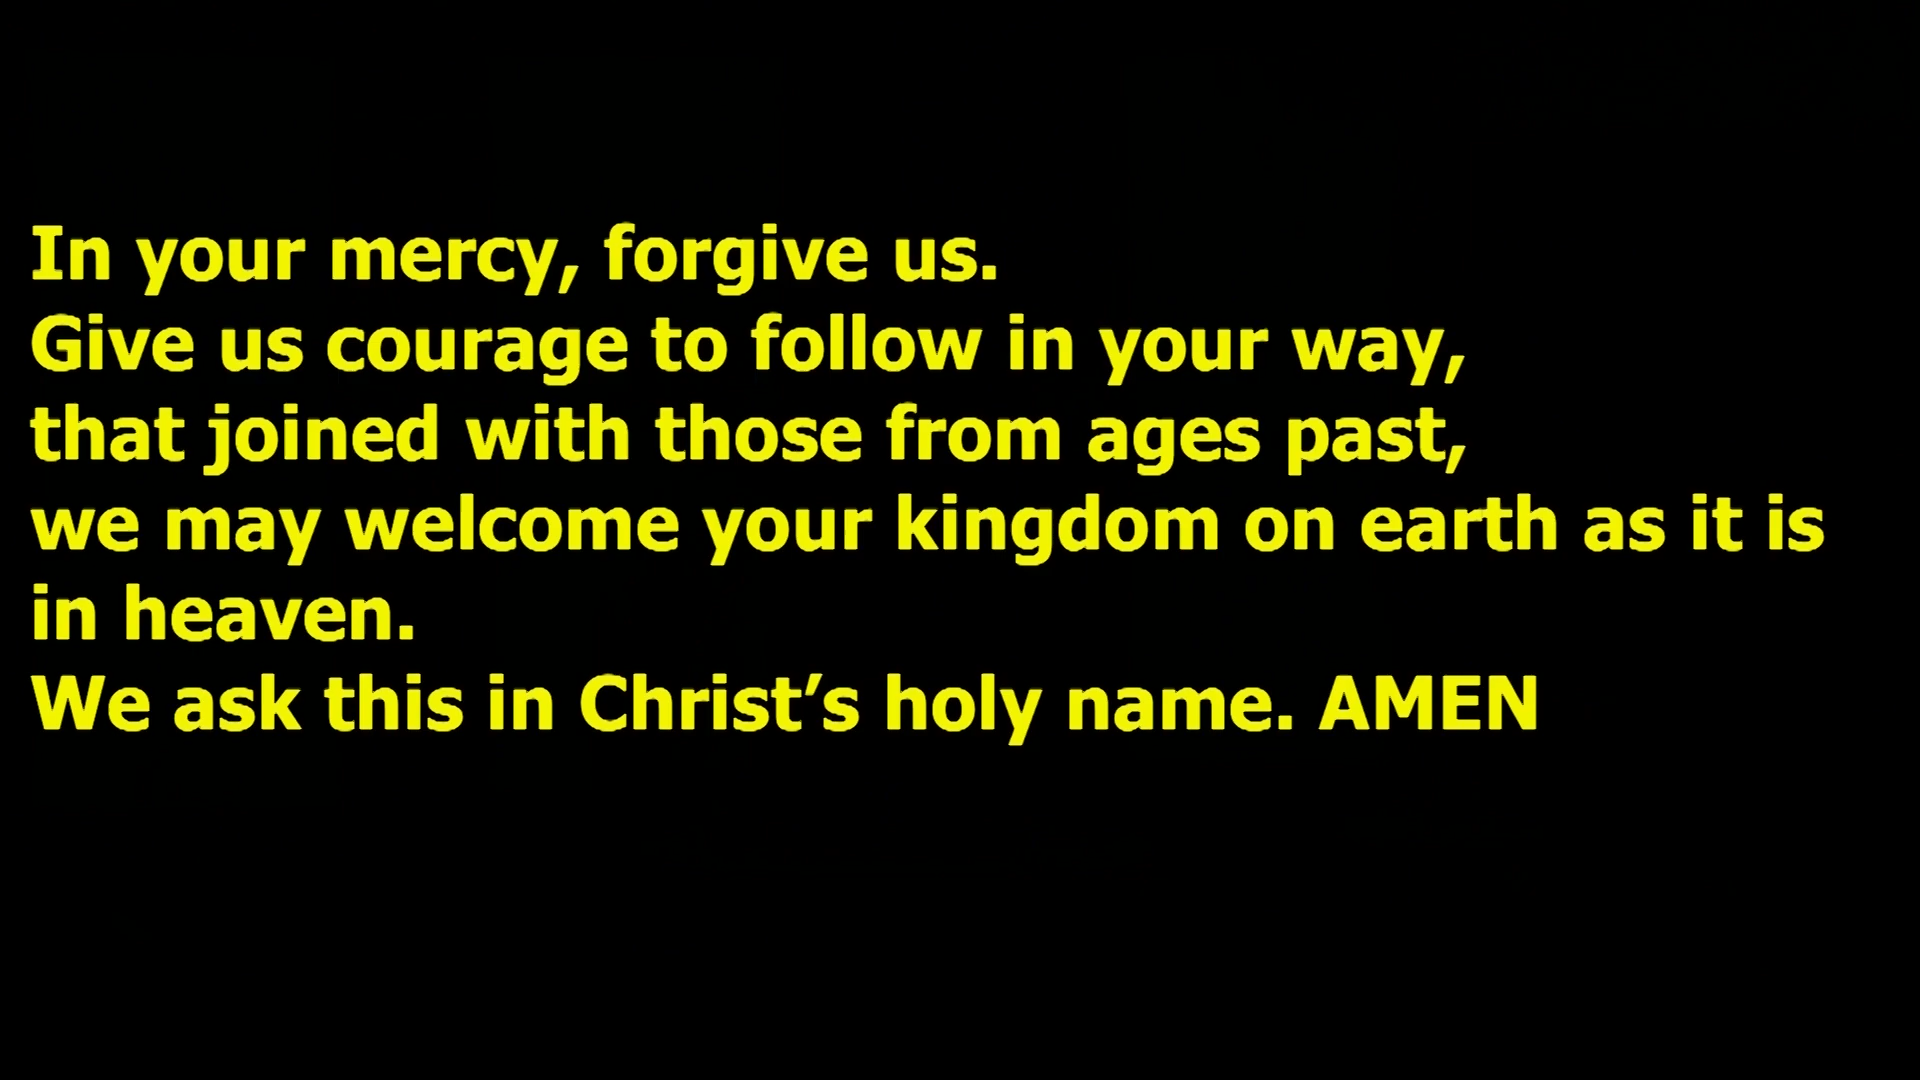 In your mercy, forgive us.
Give us courage to follow in your way,
that joined with those from ages past,
we may welcome your kingdom on earth as it is
in heaven.
We ask this in Christ’s holy name. AMEN